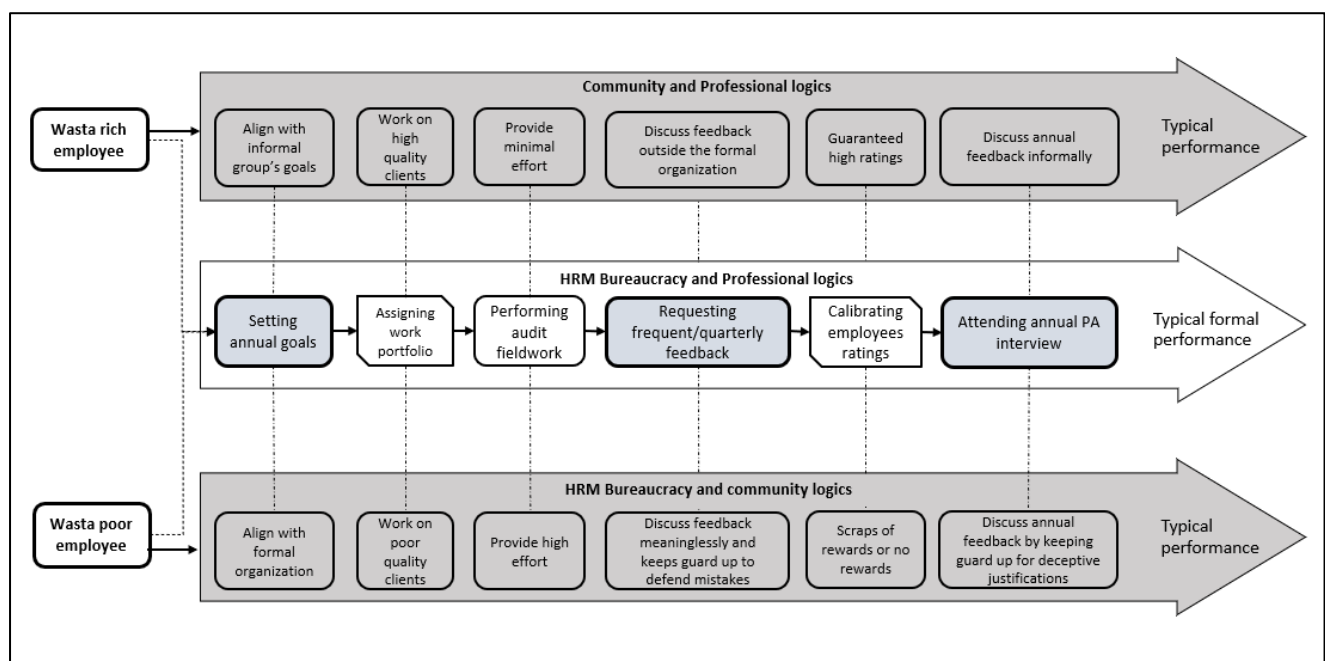 Community and Professional logics
Wasta rich
employee
Align with
informal
group's goals
Work on
high
quality
clients
Provide
minimal
effort
Discuss feedback
outside the formal
organization
Guaranteed
high ratings
Discuss annual
feedback informally
Typical
performance
HRM Bureaucracy and Professional logics
Setting
annual goals
Assigning
work
portfolio
Performing
audit
fieldwork
Requesting
frequent/quarterly
feedback
Calibrating
employees
ratings
Attending annual PA
interview
Typical formal
performance
HRM Bureaucracy and community logics
Wasta poor
employee
Align with
formal
organization
Work on
poor
quality
clients
Provide high
effort
Discuss feedback
meaninglessly and
keeps guard up to
defend mistakes
Scraps of
rewards or no
rewards
Discuss annual
feedback by keeping
guard up for deceptive
justifications
Typical
performance